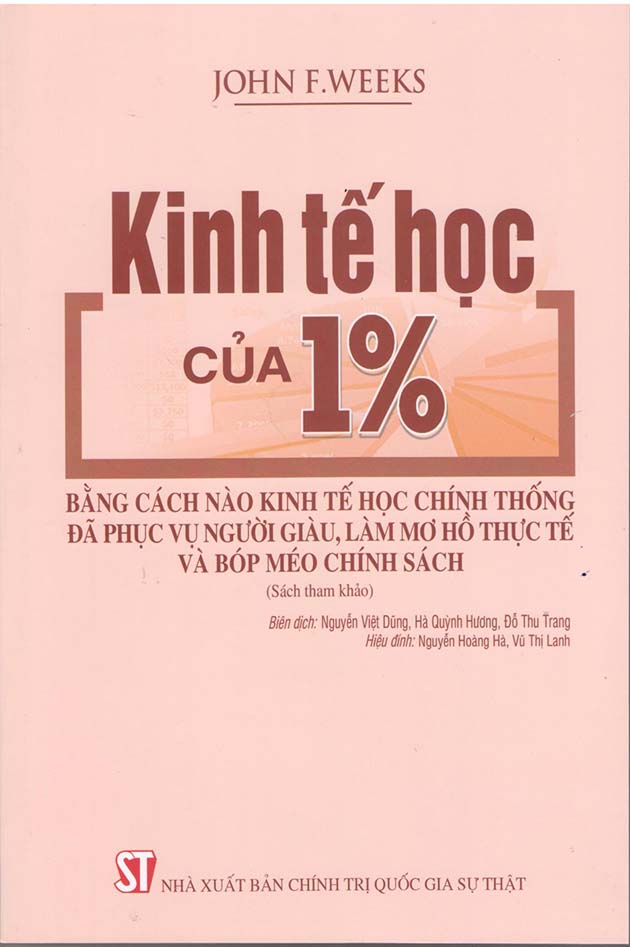 JOHN F.WEEKS
Kinh tế học
CỦA 1%
BẰNG CÁCH NÀO KINH TẾ HỌC CHÍNH THỐNG
ĐÃ PHỤC VỤ NGƯỜI GIÀU, LÀM MƠ HỒ THỰC TẾ
VÀ BÓP MÉO CHÍNH SÁCH
(Sách tham khảo)
Biên dịch: Nguyễn Việt Dũng, Hà Quỳnh Hương, Đỗ Thu Trang
Hiệu đính: Nguyễn Hoàng Hà, Vũ Thị Lanh
ST NHÀ XUẤT BẢN CHÍNH TRỊ QUỐC GIA SỰ THẬT